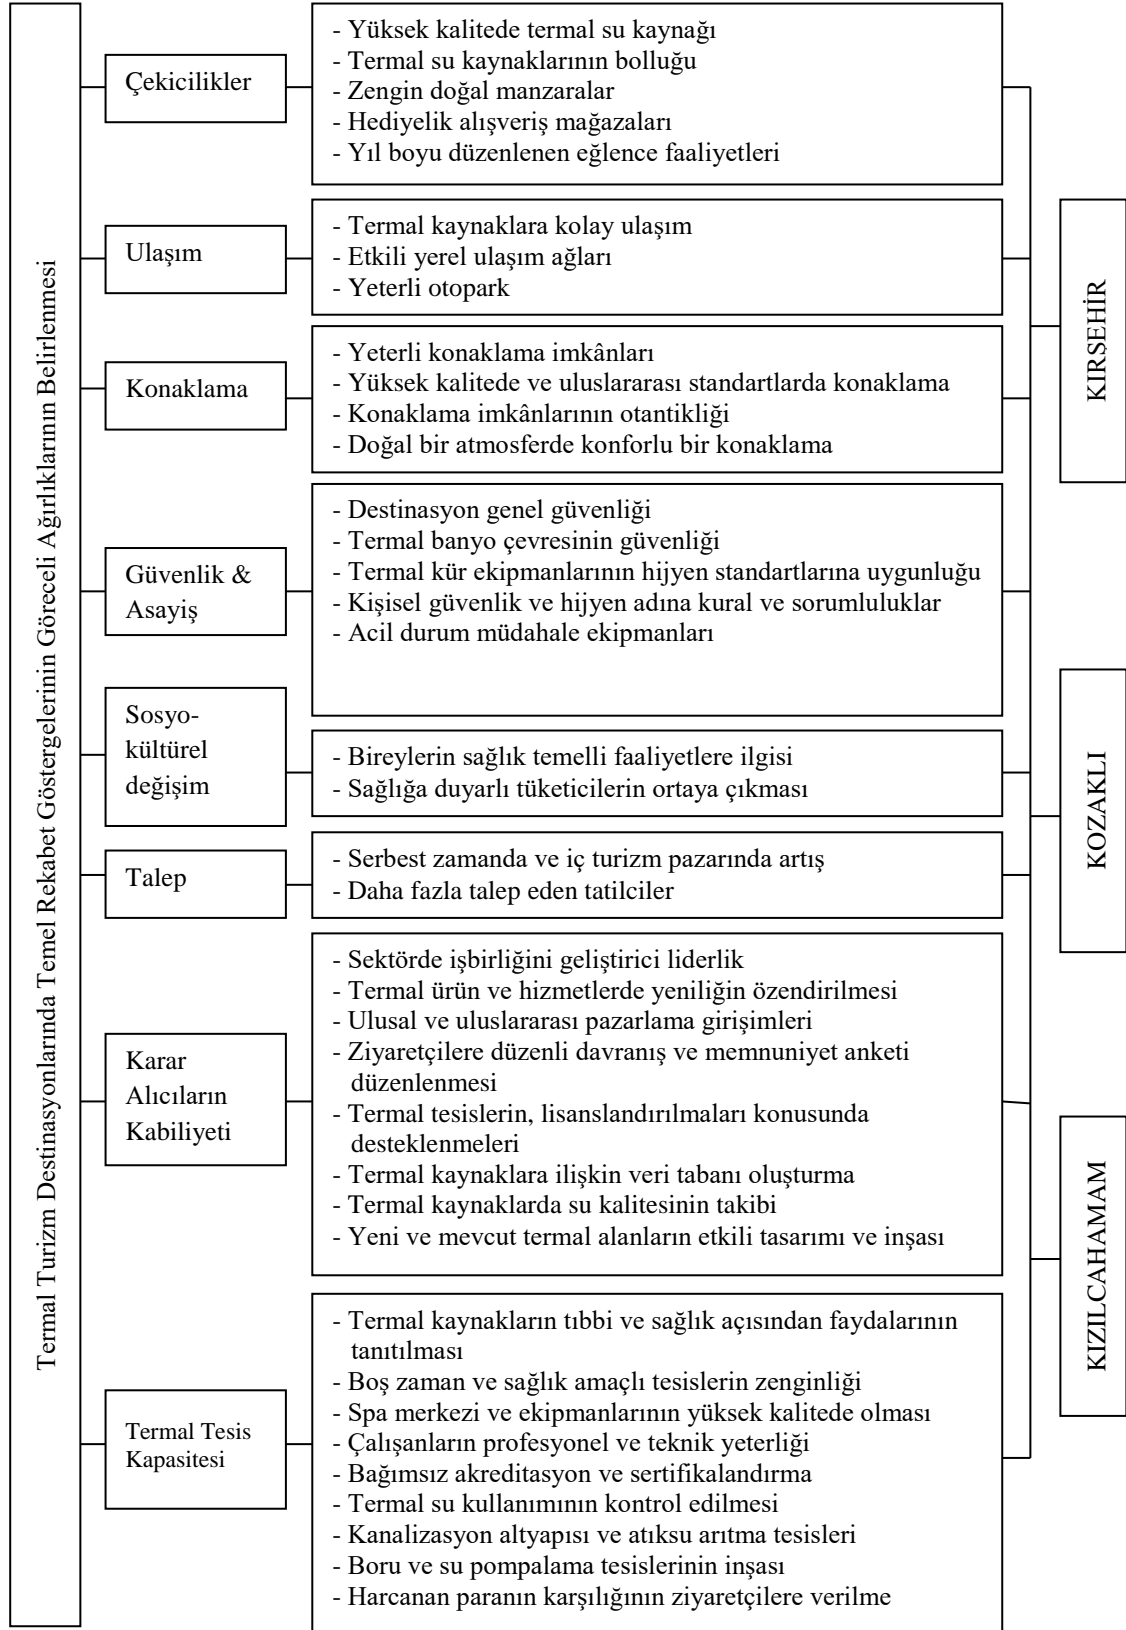 Termal Turizm Destinasyonlarında Temel Rekabet Göstergelerinin Göreceli Ağırlıklarının Belirlenmesi
Çekicilikler
- Yüksek kalitede termal su kaynağı
- Termal su kaynaklarının bolluğu
- Zengin doğal manzaralar
- Hediyelik alışveriş mağazaları
- Yıl boyu düzenlenen eğlence faaliyetleri
Ulaşım
- Termal kaynaklara kolay ulaşım
- Etkili yerel ulaşım ağları
- Yeterli otopark
Konaklama
- Yeterli konaklama imkânları
- Yüksek kalitede ve uluslararası standartlarda konaklama
- Konaklama imkânlarının otantikliği
- Doğal bir atmosferde konforlu bir konaklama
Güvenlik &
Asayiş
- Destinasyon genel güvenliği
- Termal banyo çevresinin güvenliği
- Termal kür ekipmanlarının hijyen standartlarına uygunluğu
- Kişisel güvenlik ve hijyen adına kural ve sorumluluklar
- Acil durum müdahale ekipmanları
Sosyo-
kültürel
değişim
- Bireylerin sağlık temelli faaliyetlere ilgisi
- Sağlığa duyarlı tüketicilerin ortaya çıkması
Talep
- Serbest zamanda ve iç turizm pazarında artış
- Daha fazla talep eden tatilciler
Karar
Alıcıların
Kabiliyeti
- Sektörde işbirliğini geliştirici liderlik
- Termal ürün ve hizmetlerde yeniliğin özendirilmesi
- Ulusal ve uluslararası pazarlama girişimleri
- Ziyaretçilere düzenli davranış ve memnuniyet anketi
düzenlenmesi
- Termal tesislerin, lisanslandırılmaları konusunda
desteklenmeleri
- Termal kaynaklara ilişkin veri tabanı oluşturma
- Termal kaynaklarda su kalitesinin takibi
- Yeni ve mevcut termal alanların etkili tasarımı ve inşası
Termal Tesis
Kapasitesi
- Termal kaynakların tıbbi ve sağlık açısından faydalarının
tanıtılması
- Boş zaman ve sağlık amaçlı tesislerin zenginliği
- Spa merkezi ve ekipmanlarının yüksek kalitede olması
- Çalışanların profesyonel ve teknik yeterliği
- Bağımsız akreditasyon ve sertifikalandırma
- Termal su kullanımının kontrol edilmesi
- Kanalizasyon altyapısı ve atıksu arıtma tesisleri
- Boru ve su pompalama tesislerinin inşası
- Harcanan paranın karşılığının ziyaretçilere verilme
KIRŞEHİR
KOZAKLI
KIZILCAHAMAM